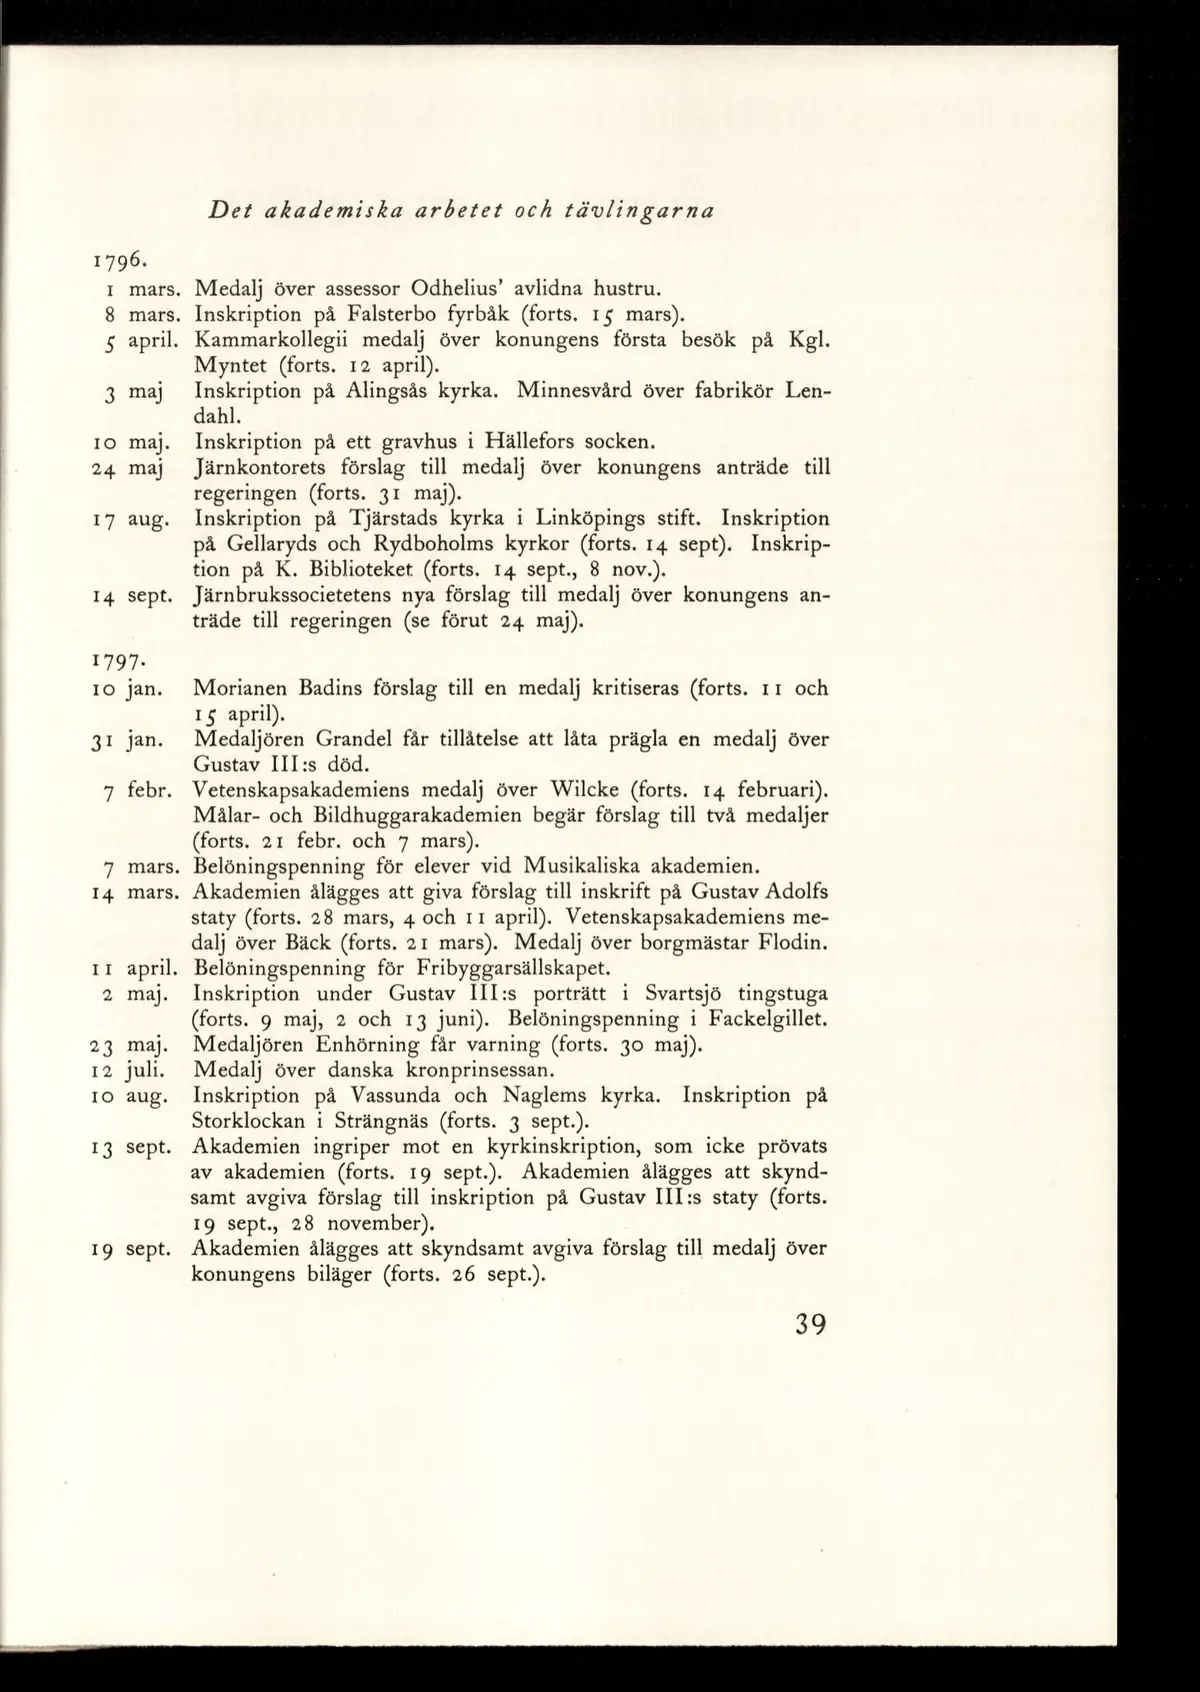 Det akademiska arbetet och tävlingarna
1796.
1 mars. Medalj över assessor Odhelius' avlidna hustru.
8 mars. Inskription på Falsterbo fyrbåk (forts. 15 mars).
5 april. Kammarkollegii medalj över konungens första besök på Kgl.
Myntet (forts. 12 april).
3 maj Inskription på Alingsås kyrka. Minnesvård över fabrikör Len-
dahl.
10 maj. Inskription på ett gravhus i Hällefors socken.
24 maj Järnkontorets förslag till medalj över konungens anträde till
regeringen (forts. 31 maj).
17 aug. Inskription på Tjärstads kyrka i Linköpings stift. Inskription
på Gellaryds och Rydboholms kyrkor (forts. 14 sept). Inskrip-
tion på K. Biblioteket (forts. 14 sept., 8 nov.).
14 sept. Järnbrukssocietetens nya förslag till medalj över konungens an-
träde till regeringen (se förut 24 maj).
1797.
10 jan. Morianen Badins förslag till en medalj kritiseras (forts. 11 och
15 april).
31 jan. Medaljören Grandel får tillåtelse att låta prägla en medalj över
Gustav III:s död.
7 febr. Vetenskapsakademiens medalj över Wilcke (forts. 14 februari).
Målar- och Bildhuggarakademien begär förslag till två medaljer
(forts. 21 febr. och 7 mars).
7 mars. Belöningspenning för elever vid Musikaliska akademien.
14 mars. Akademien ålägges att giva förslag till inskrift på Gustav Adolfs
staty (forts. 28 mars, 4 och 11 april). Vetenskapsakademiens me-
dalj över Bäck (forts. 21 mars). Medalj över borgmästar Flodin.
11 april. Belöningspenning för Fribyggarsällskapet.
2 maj. Inskription under Gustav III:s porträtt i Svartsjö tingstuga
(forts. 9 maj, 2 och 13 juni). Belöningspenning i Fackelgillet.
23 maj. Medaljören Enhörning får varning (forts. 30 maj).
12 juli. Medalj över danska kronprinsessan.
10 aug. Inskription på Vassunda och Naglems kyrka. Inskription på
Storklockan i Strängnäs (forts. 3 sept.).
13 sept. Akademien ingriper mot en kyrkinskription, som icke prövats
av akademien (forts. 19 sept.). Akademien ålägges att skynd-
samt avgiva förslag till inskription på Gustav III:s staty (forts.
19 sept., 28 november).
19 sept. Akademien ålägges att skyndsamt avgiva förslag till medalj över
konungens biläger (forts. 26 sept.).
39